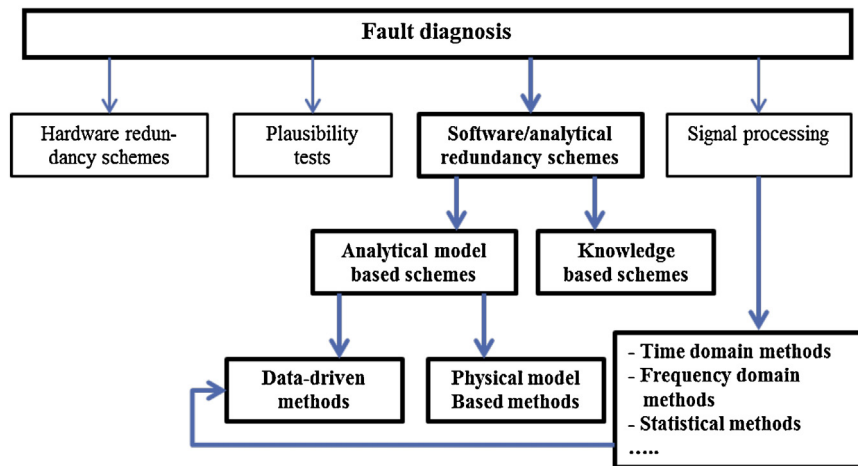 Fault diagnosis
Hardware redun-
dancy schemes
Plausibility
tests
Software/analytical
redundancy schemes
Signal processing
Analytical model
based schemes
Knowledge
based schemes
Data-driven
methods
Physical model
Based methods
- Time domain methods
- Frequency domain
methods
- Statistical methods
.....